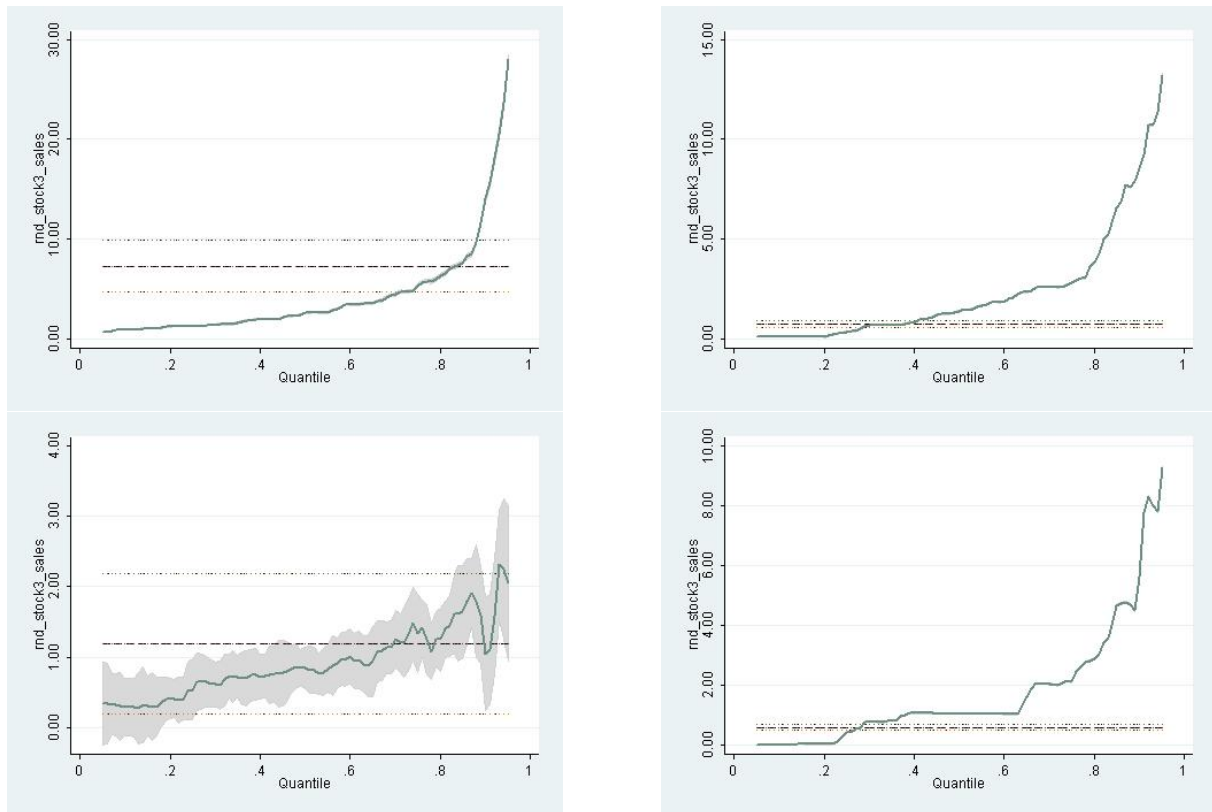 30.00
20.00
10.00
0.00
rnd_stock3_sales
0 .2 .4 .6 .8 1
Quantile
15.00
10.00
5.00
0.00
rnd_stock3_sales
0 .2 .4 .6 .8 1
Quantile
4.00
3.00
2.00
1.00
0.00
rnd_stock3_sales
0 .2 .4 .6 .8 1
Quantile
10.00
8.00
6.00
4.00
2.00
0.00
rnd_stock3_sales
0 .2 .4 .6 .8 1
Quantile